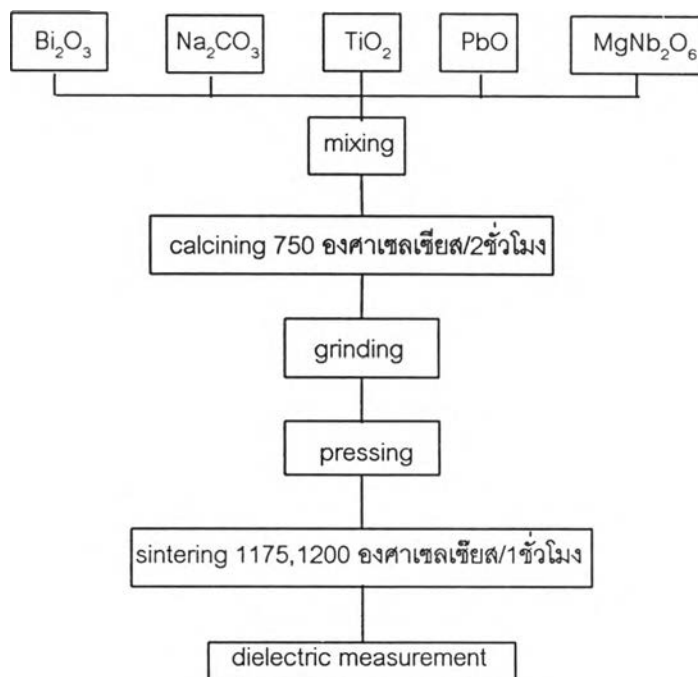 Bi₂O₃ Na₂CO₃ TiO₂ PbO MgNb₂O₆
mixing
calcining 750 องศาเซลเซียส/2ชั่วโมง
grinding
pressing
sintering 1175,1200 องศาเซลเซียส/1ชั่วโมง
dielectric measurement